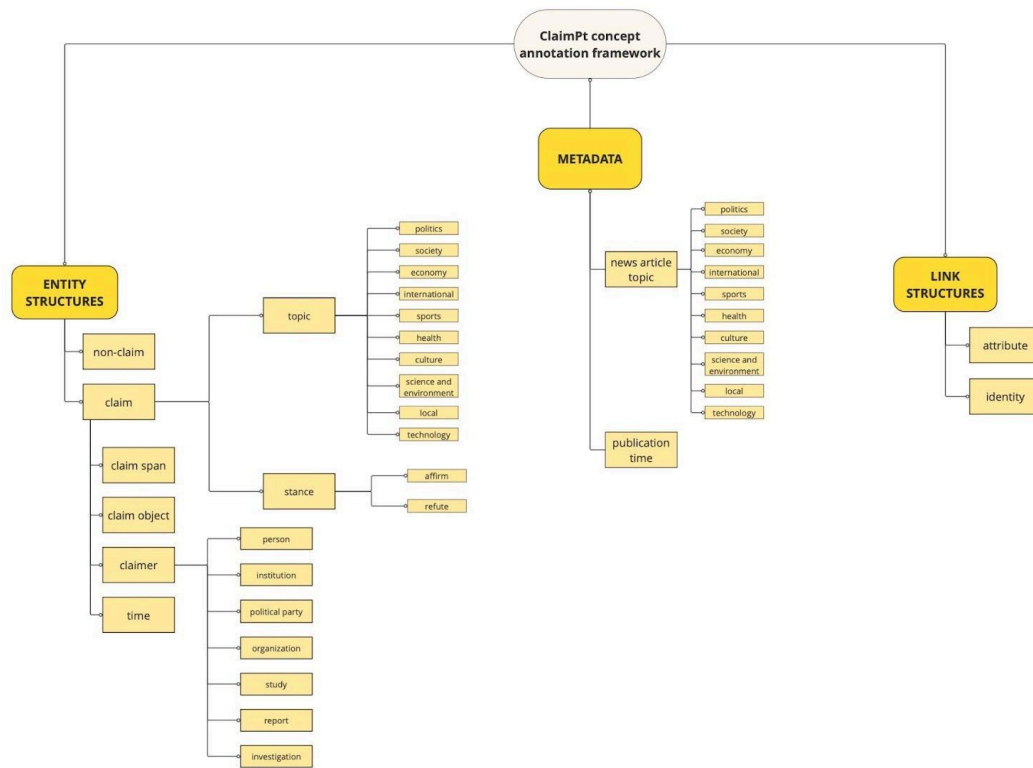 ClaimPt concept
annotation framework
ENTITY
STRUCTURES
non-claim
claim
claim span
claim object
claimer
time
topic
politics
society
economy
international
sports
health
culture
science and
environment
local
technology
stance
affirm
refute
person
institution
political party
organization
study
report
investigation
METADATA
news article
topic
politics
society
economy
international
sports
health
culture
science and
environment
local
technology
publication
time
LINK
STRUCTURES
attribute
identity